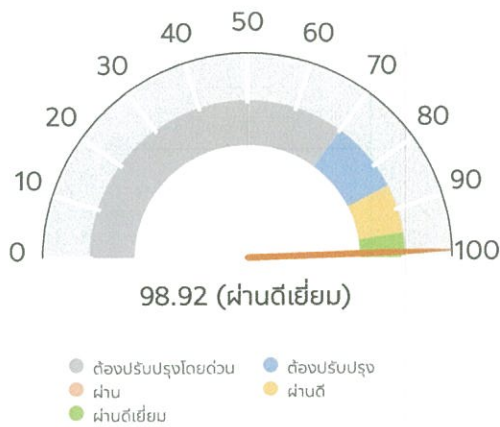 50
40 60
30 70
20 80
10 90
0 100
98.92 (ผ่านดีเยี่ยม)
ต้องปรับปรุงโดยด่วน ต้องปรับปรุง
ผ่าน ผ่านดี
ผ่านดีเยี่ยม